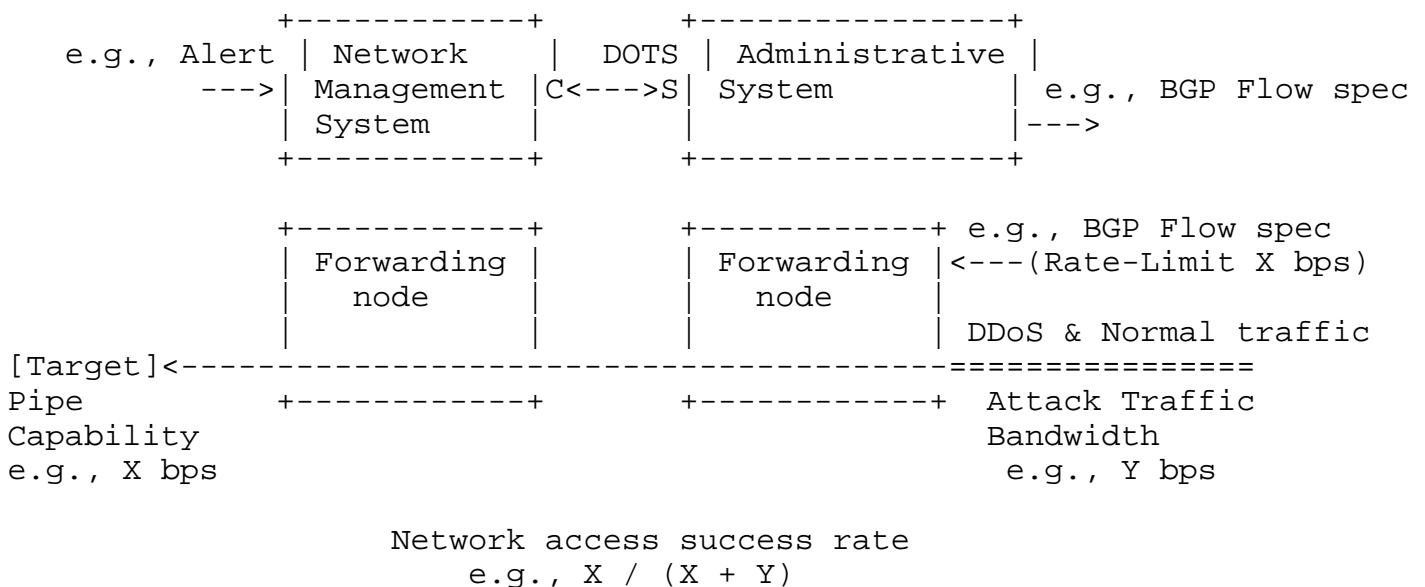 +------------+        +----------------+
    e.g., Alert | Network    |  DOTS | Administrative |
            --->| Management |C<--->S| System         | e.g., BGP Flow spec
                | System     |       |                |--->
                  +------------+        +----------------+
                  +------------+        +------------+ e.g., BGP Flow spec
                  | Forwarding |        | Forwarding |<---(Rate-Limit X bps)
                  |   node     |        |   node     |
                  |            |        |            | DDoS & Normal traffic
[Target]<------------------------------------================
Pipe              +------------+        +------------+  Attack Traffic
Capability                                              Bandwidth
e.g., X bps                                              e.g., Y bps
                        Network access success rate
                            e.g., X / (X + Y)